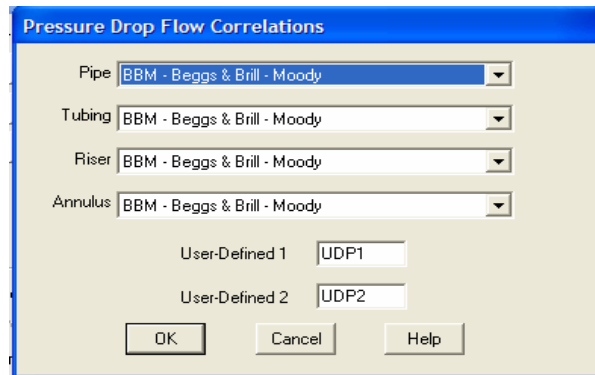 Pressure Drop Flow Correlations
Pipe BBM - Beggs & Brill - Moody
Tubing BBM - Beggs & Brill - Moody
Riser BBM - Beggs & Brill - Moody
Annulus BBM - Beggs & Brill - Moody
User-Defined 1 UDP1
User-Defined 2 UDP2
OK Cancel Help